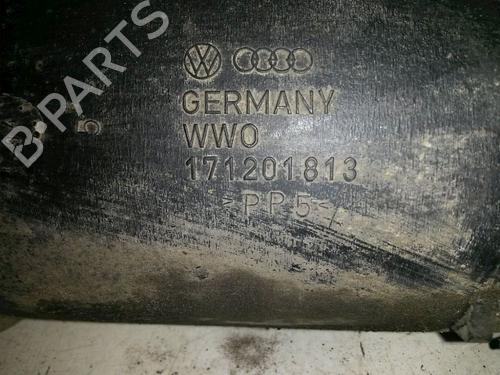 B-PARTS
GERMANY
WWO
171201813
>PP5<